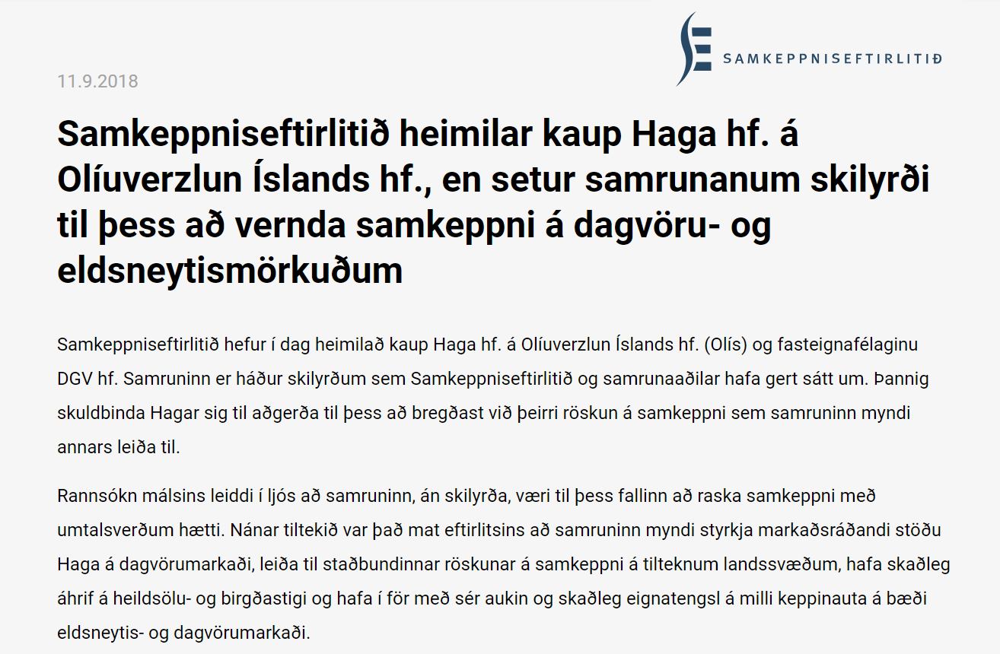 SAMKEPPNISEFTIRLITIÐ
11.9.2018
Samkeppniseftirlitið heimilar kaup Haga hf. á
Olíuverzlun Íslands hf., en setur samrunanum skilyrði
til þess að vernda samkeppni á dagvöru- og
eldsneytismörkuðum
Samkeppniseftirlitið hefur í dag heimilað kaup Haga hf. á Olíuverzlun Íslands hf. (Olís) og fasteignafélaginu
DGV hf. Samruninn er háður skilyrðum sem Samkeppniseftirlitið og samrunaaðilar hafa gert sátt um. Þannig
skuldbinda Hagar sig til aðgerða til þess að bregðast við þeirri röskun á samkeppni sem samruninn myndi
annars leiða til.
Rannsókn málsins leiddi í ljós að samruninn, án skilyrða, væri til þess fallinn að raska samkeppni með
umtalsverðum hætti. Nánar tiltekið var það mat eftirlitsins að samruninn myndi styrkja markaðsráðandi stöðu
Haga á dagvörumarkaði, leiða til staðbundinnar röskunar á samkeppni á tilteknum landssvæðum, hafa skaðleg
áhrif á heildsölu- og birgðastigi og hafa í för með sér aukin og skaðleg eignatengsl á milli keppinauta á bæði
eldsneytis- og dagvörumarkaði.